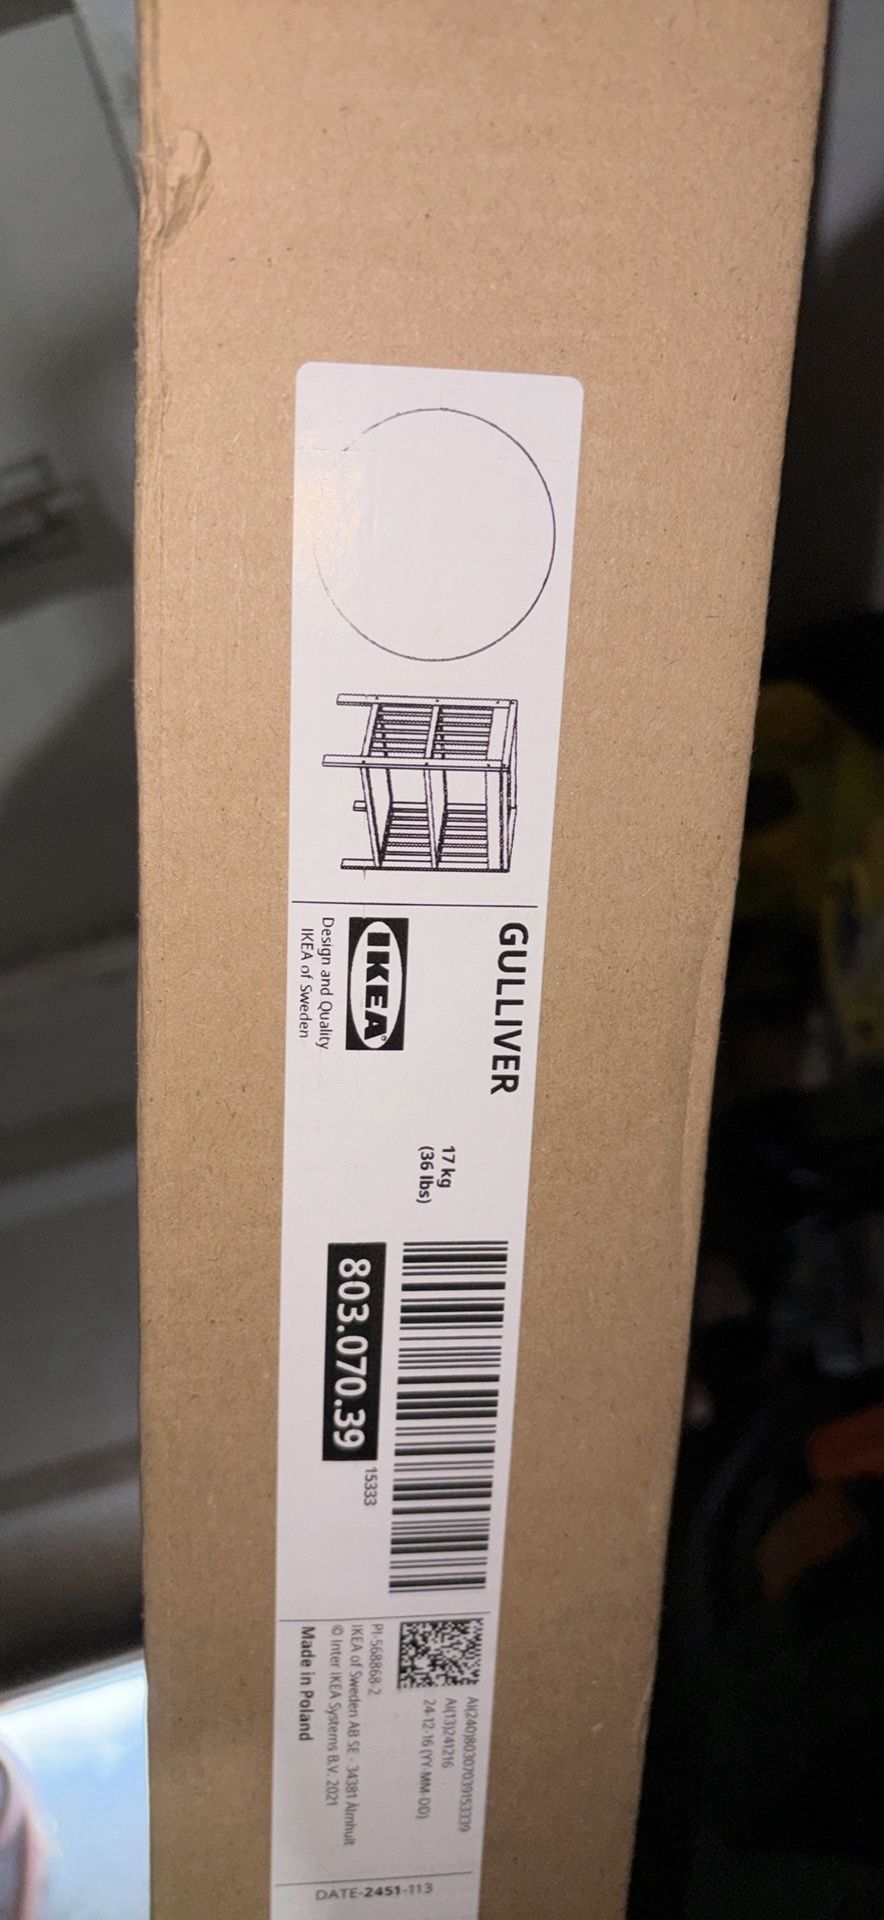 GULLIVER
IKEA®
Design and Quality
IKEA of Sweden
17 kg
(36 lbs)
803.070.39
15333
AI(240)8030703915333９
AI(13)241216
24-12-16 (YY-MM-DD)
PI-568868-2
IKEA of Sweden AB SE - 34381 Älmhult
© Inter IKEA Systems B.V. 2021
Made in Poland
DATE-2451-113